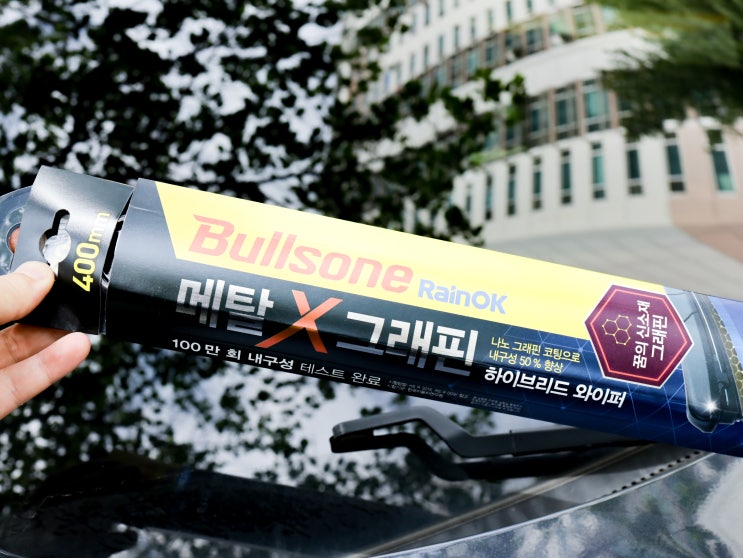 400mm
Bullsone RainOK
메탈 X 그래핀
100만 회 내구성 테스트 완료
나노 그래핀 코팅으로
내구성 50% 향상
하이브리드 와이퍼
꿈의 신소재
그래핀